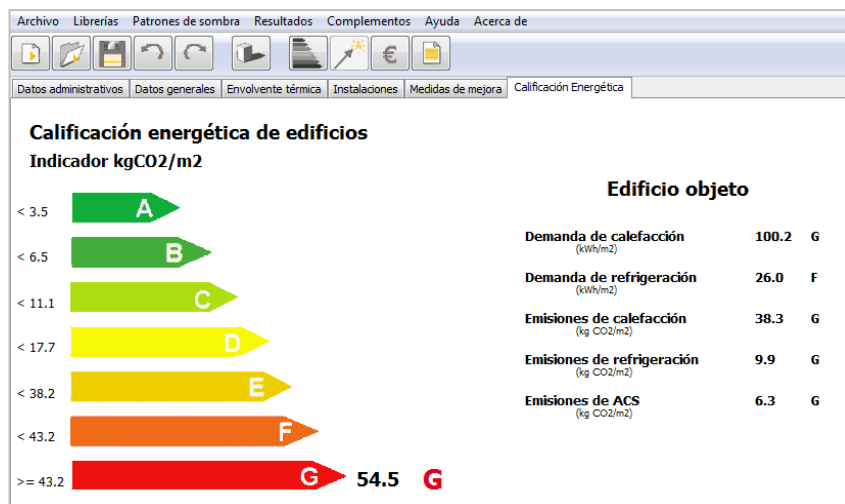 Archivo Librerías Patrones de sombra Resultados Complementos Ayuda Acerca de
A €
Datos administrativos Datos generales Envolvente térmica Instalaciones Medidas de mejora Calificación Energética
Calificación energética de edificios
Indicador kgCO2/m2
< 3.5 A
< 6.5 B
< 11.1 C
< 17.7 D
< 38.2 E
< 43.2 F
>= 43.2 G 54.5 G
Edificio objeto
Demanda de calefacción 100.2 G
(kWh/m2)
Demanda de refrigeración 26.0 F
(kWh/m2)
Emisiones de calefacción 38.3 G
(kg CO2/m2)
Emisiones de refrigeración 9.9 G
(kg CO2/m2)
Emisiones de ACS 6.3 G
(kg CO2/m2)